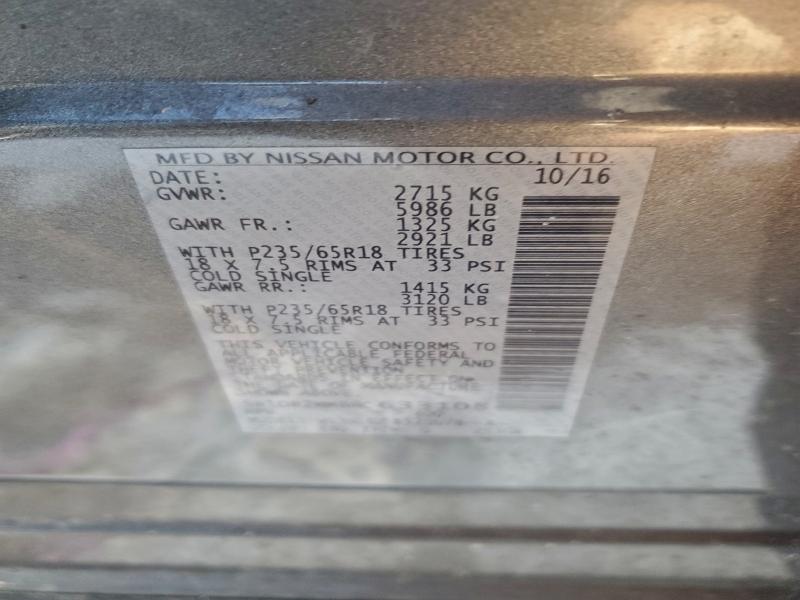 MFD BY NISSAN MOTOR CO., LTD.
DATE: 10/16
GVWR: 2715 KG
5986 LB
GAWR FR.: 1325 KG
2921 LB
WITH P235/65R18 TIRES
18 X 7.5 RIMS AT 33 PSI
COLD SINGLE
GAWR RR.: 1415 KG
3120 LB
WITH P235/65R18 TIRES
18 X 7.5 RIMS AT 33 PSI
COLD SINGLE
THIS VEHICLE CONFORMS TO
ALL APPLICABLE FEDERAL
MOTOR VEHICLE SAFETY AND
THEFT PREVENTION